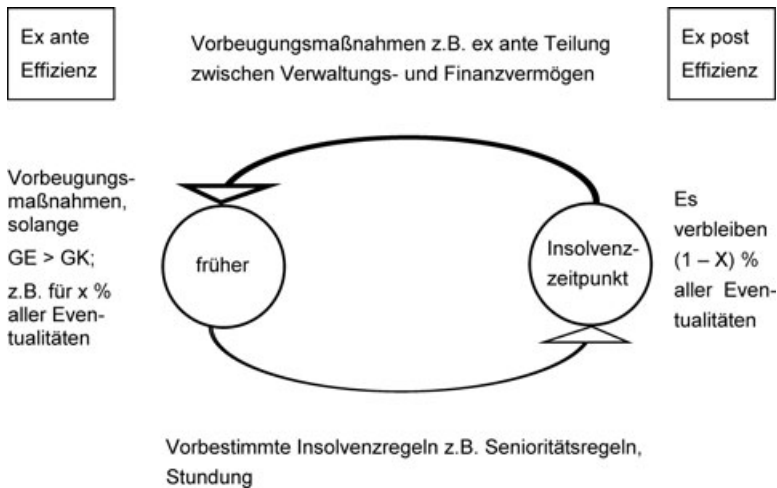 Ex ante
Effizienz
Vorbeugungsmaßnahmen z.B. ex ante Teilung
zwischen Verwaltungs- und Finanzvermögen
Ex post
Effizienz
Vorbeugungs-
maßnahmen,
solange
GE > GK;
z.B. für x %
aller Even-
tualitäten
früher
Insolvenz-
zeitpunkt
Es
verbleiben
(1 – X) %
aller Even-
tualitäten
Vorbestimmte Insolvenzregeln z.B. Senioritätsregeln,
Stundung